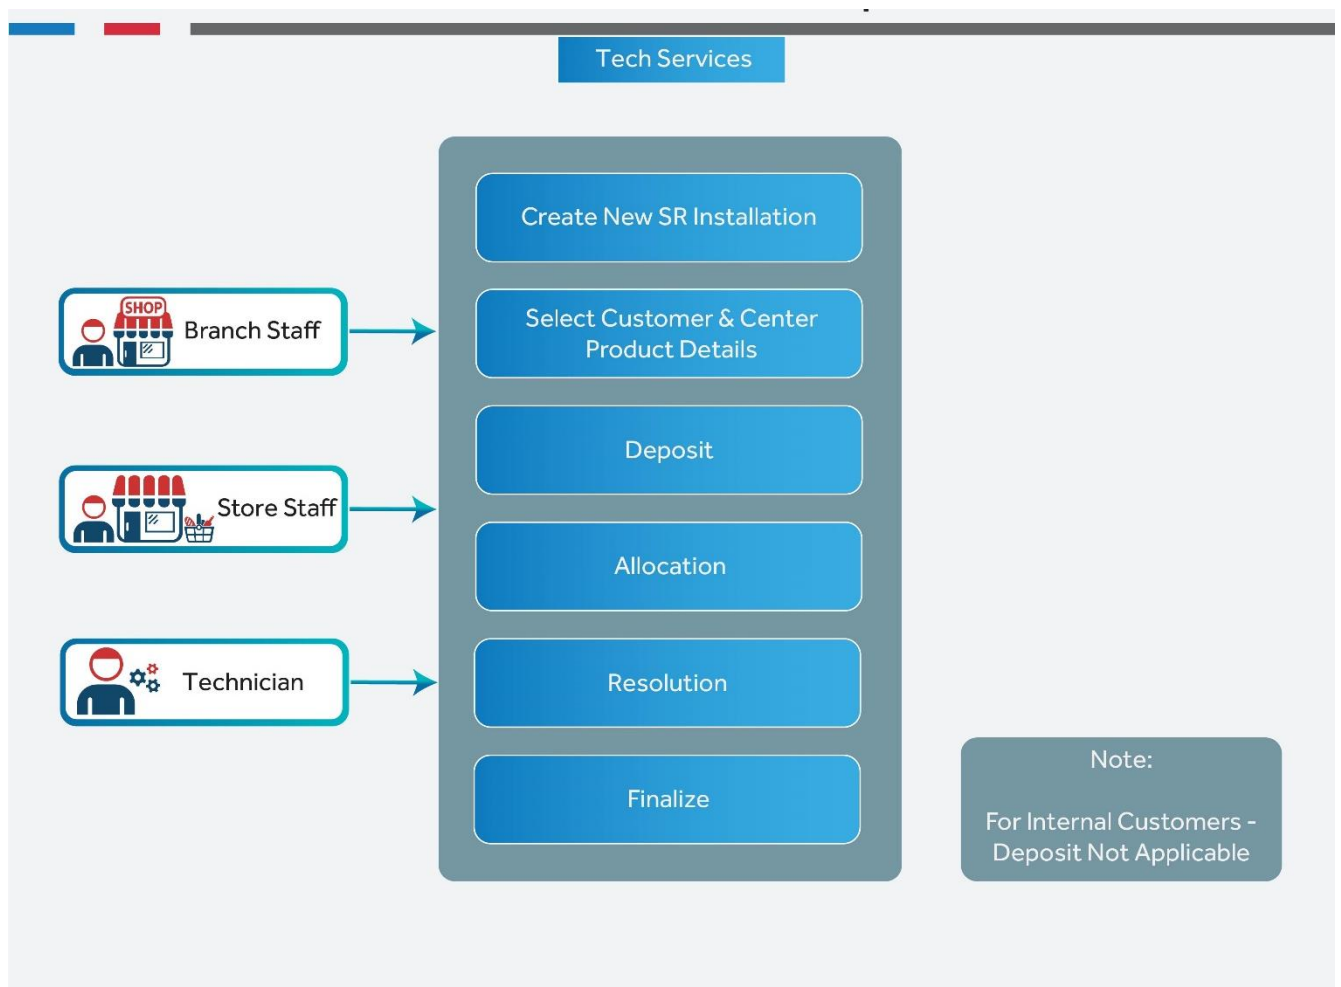 Tech Services
Create New SR Installation
SHOP
Branch Staff
Select Customer & Center
Product Details
Deposit
Store Staff
Allocation
Technician
Resolution
Finalize
Note:
For Internal Customers -
Deposit Not Applicable